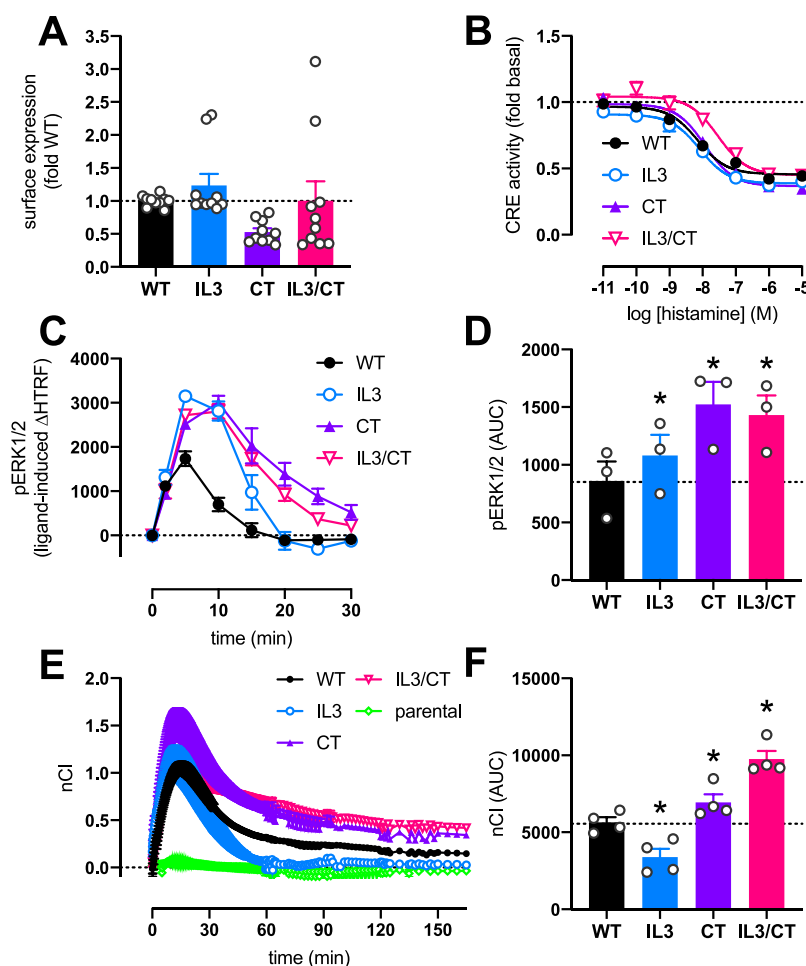 A
surface expression
(fold WT)
3.5
3.0
2.5
2.0
1.5
1.0
0.5
0.0
WT IL3 CT IL3/CT
B
CRE activity (fold basal)
1.5
1.0
0.5
0.0
WT
IL3
CT
IL3/CT
-11 -10 -9 -8 -7 -6 -5
log [histamine] (M)
C
pERK1/2
(ligand-induced ΔHTRF)
4000
3000
2000
1000
0
WT
IL3
CT
IL3/CT
0 10 20 30
time (min)
D
pERK1/2 (AUC)
2000
1500
1000
500
0
* * *
WT IL3 CT IL3/CT
E
nCI
2.0
1.5
1.0
0.5
0.0
WT IL3/CT
IL3 parental
CT
0 30 60 90 120 150
time (min)
F
nCI (AUC)
15000
10000
5000
0
* * *
WT IL3 CT IL3/CT